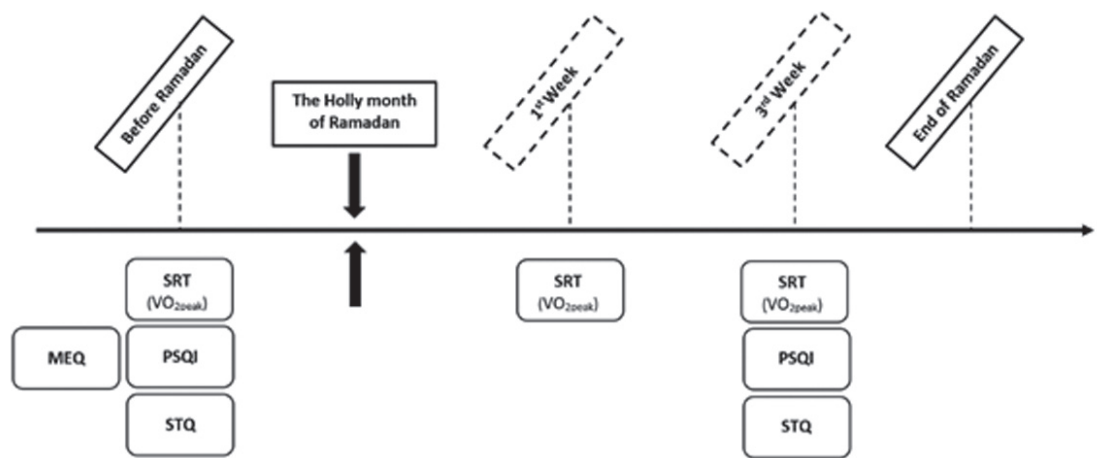 Before Ramadan
The Holly month
of Ramadan
1st Week
3rd Week
End of Ramadan
SRT
(VO2peak)
SRT
(VO2peak)
SRT
(VO2peak)
MEQ
PSQI
PSQI
STQ
STQ